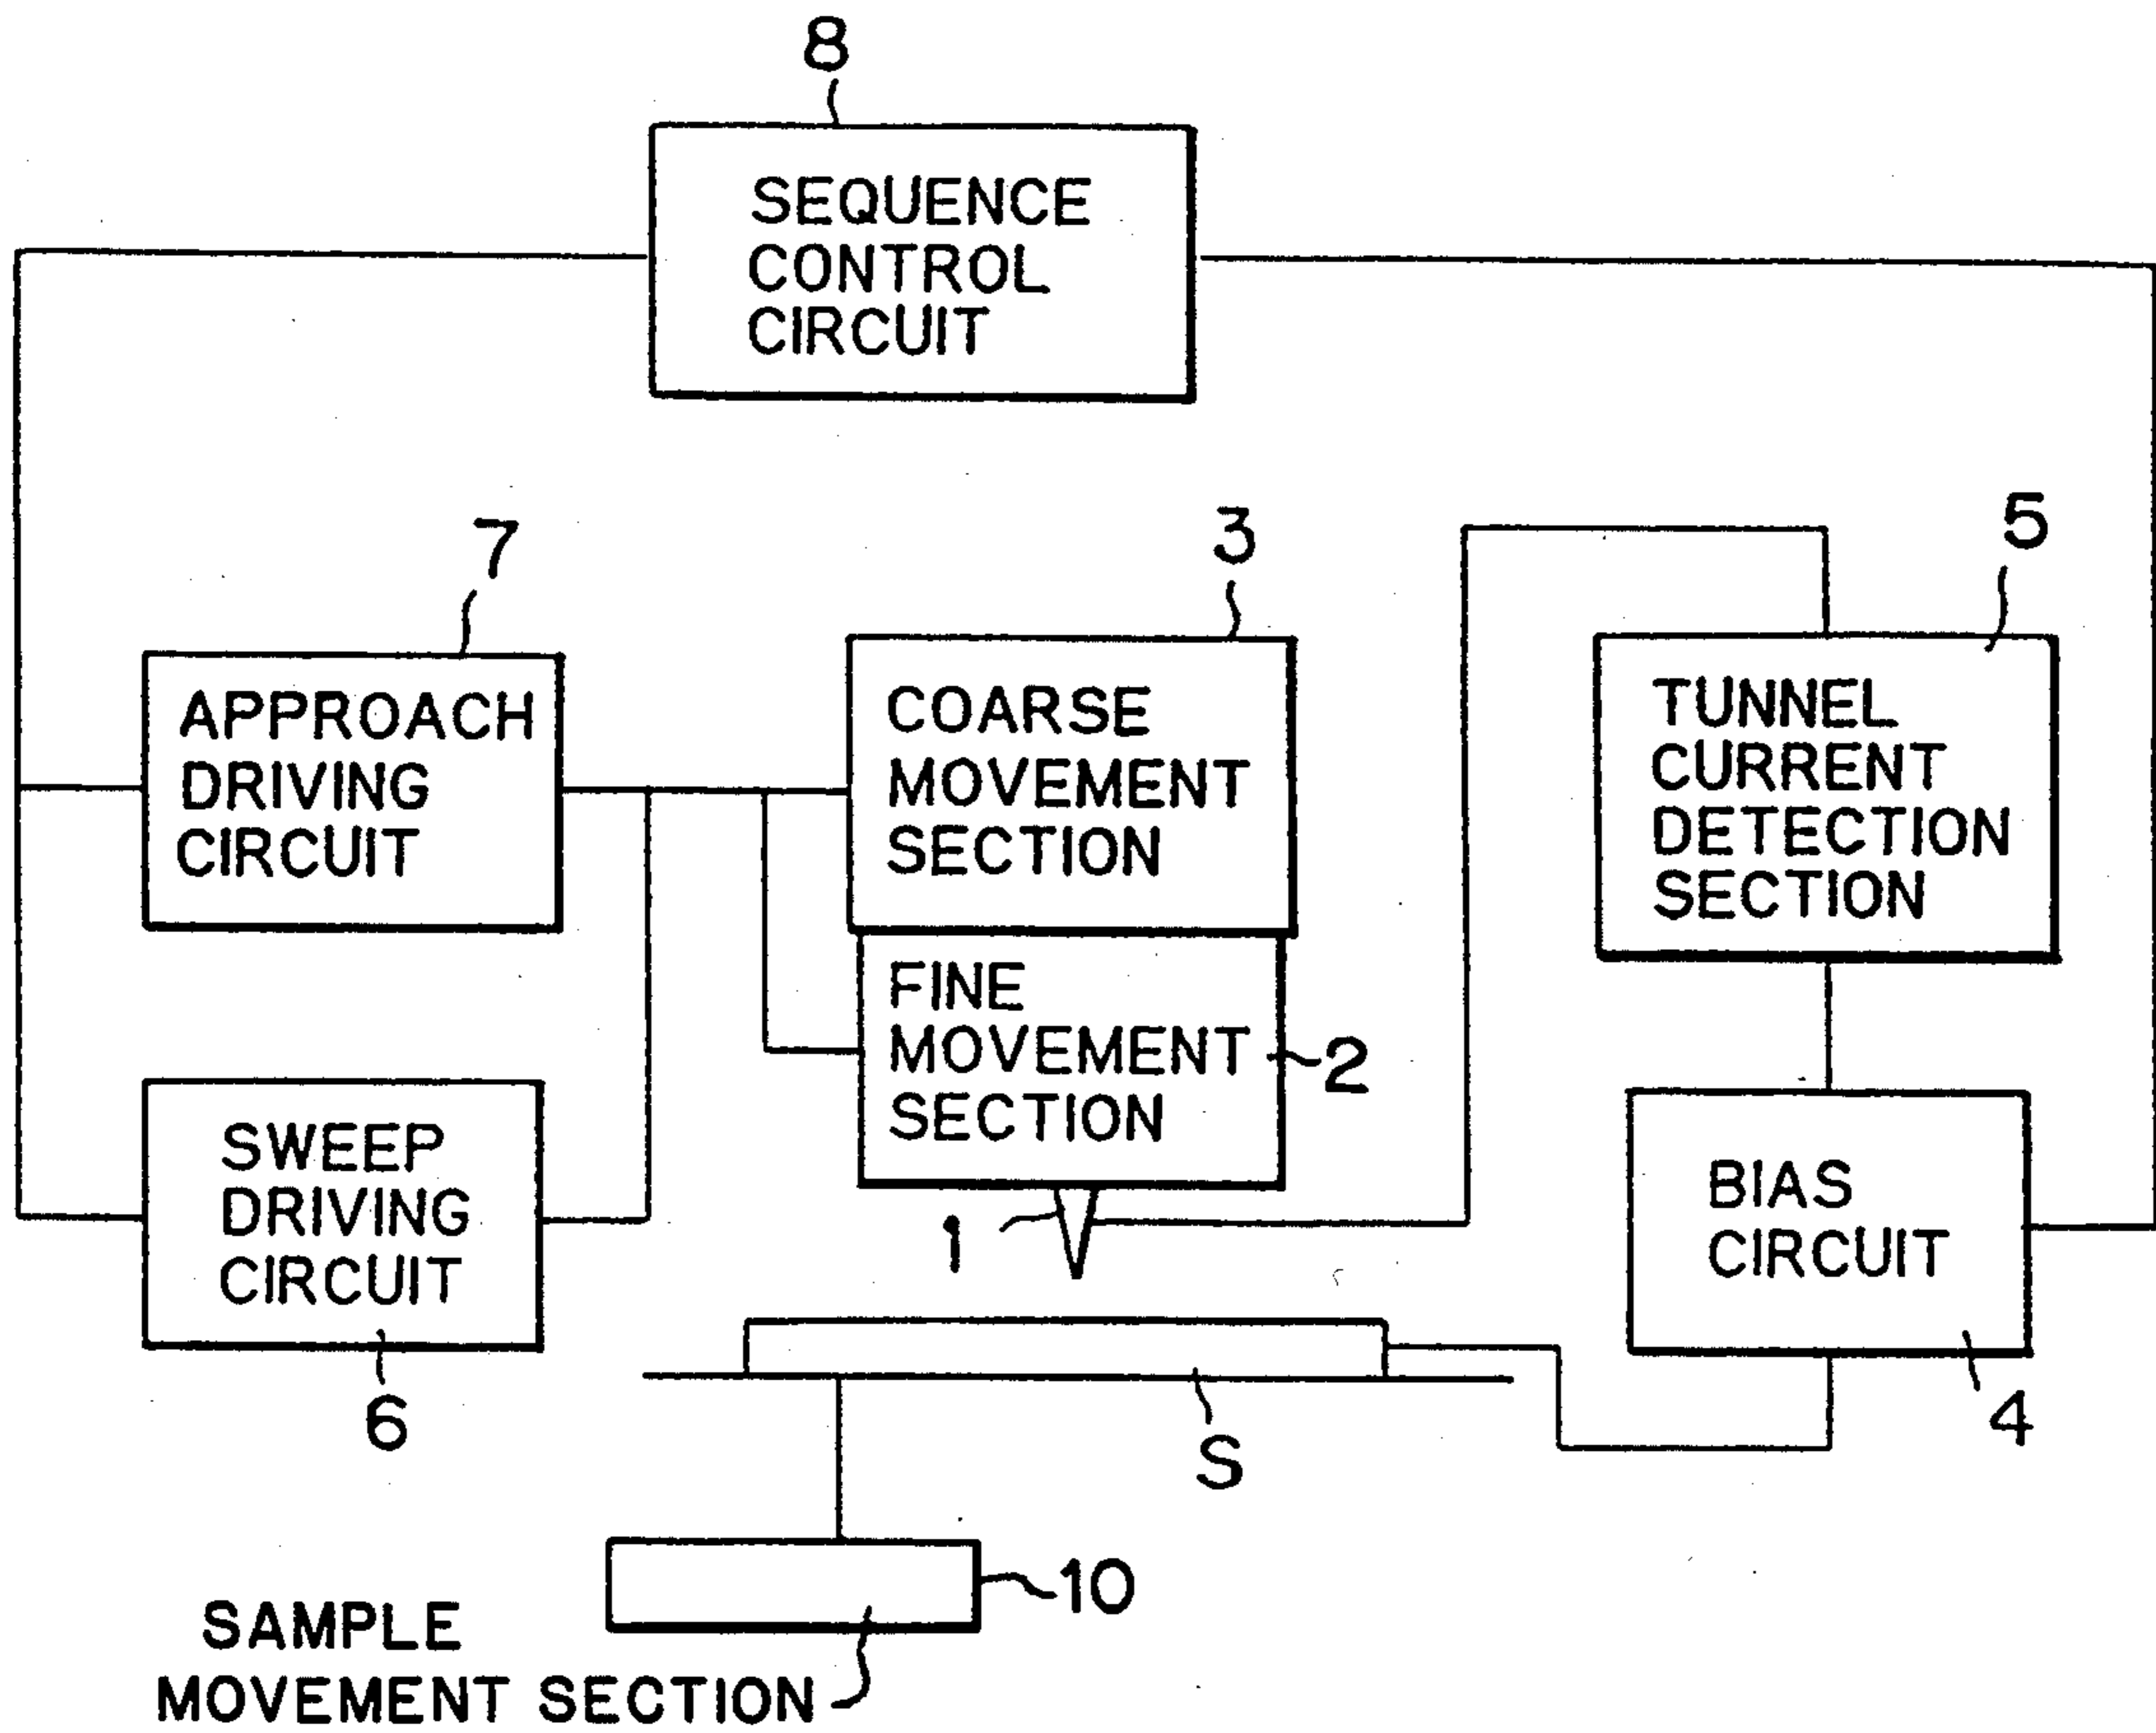 8
SEQUENCE
CONTROL
CIRCUIT
7
3
5
APPROACH
DRIVING
CIRCUIT
COARSE
MOVEMENT
SECTION
TUNNEL
CURRENT
DETECTION
SECTION
FINE
MOVEMENT
SECTION
2
SWEEP
DRIVING
CIRCUIT
1
BIAS
CIRCUIT
6
S
4
10
SAMPLE
MOVEMENT SECTION